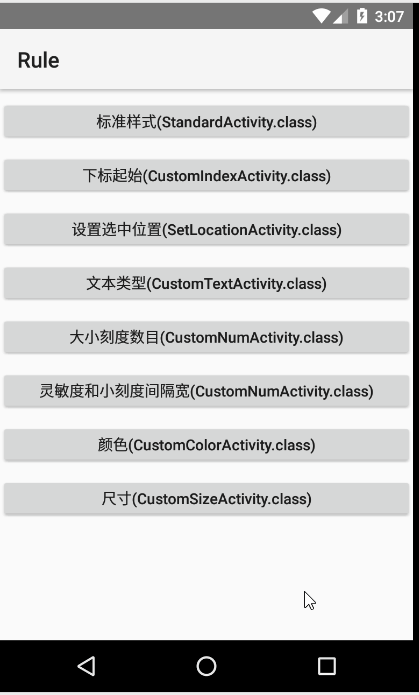 3:07
Rule
标准样式(StandardActivity.class)
下标起始(CustomIndexActivity.class)
设置选中位置(SetLocationActivity.class)
文本类型(CustomTextActivity.class)
大小刻度数目(CustomNumActivity.class)
灵敏度和小刻度间隔宽(CustomNumActivity.class)
颜色(CustomColorActivity.class)
尺寸(CustomSizeActivity.class)